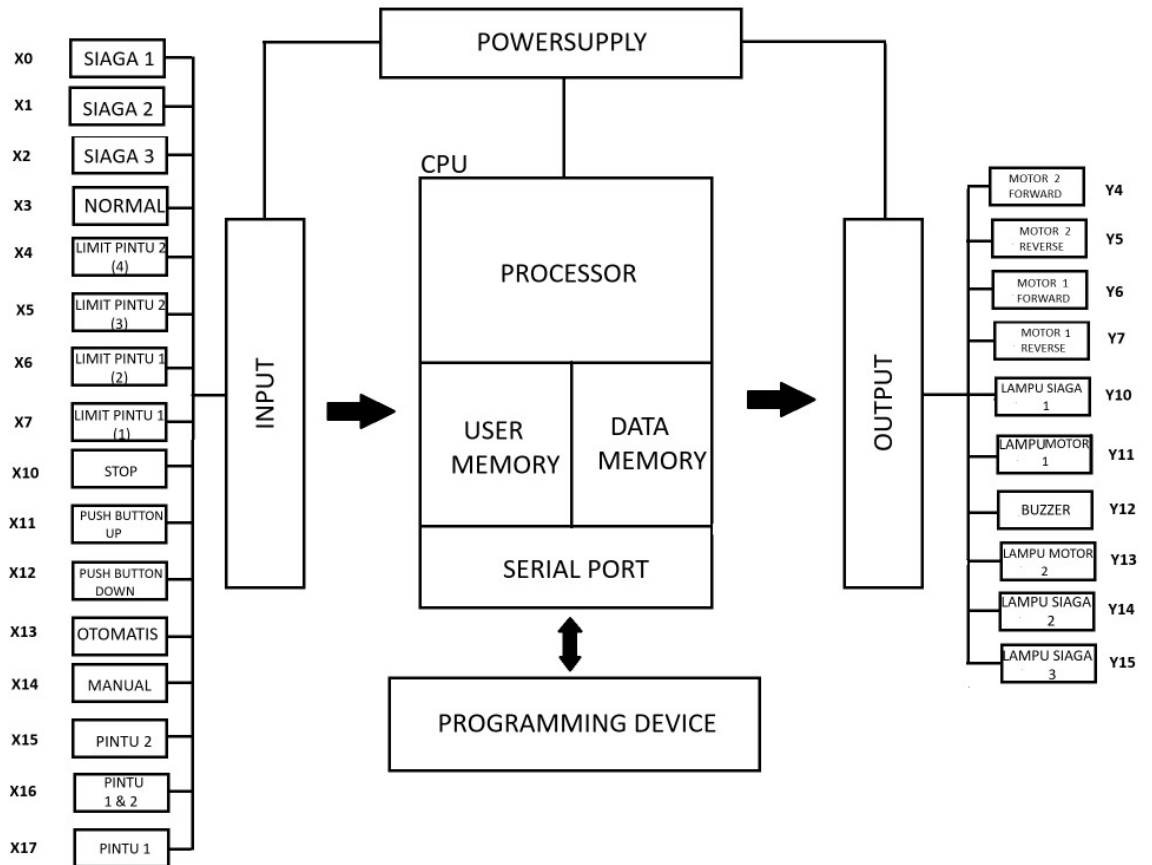 POWERSUPPLY
X0 SIAGA 1
X1 SIAGA 2
X2 SIAGA 3
X3 NORMAL
X4 LIMIT PINTU 2
(4)
X5 LIMIT PINTU 2
(3)
X6 LIMIT PINTU 1
(2)
X7 LIMIT PINTU 1
(1)
X10 STOP
X11 PUSH BUTTON
UP
X12 PUSH BUTTON
DOWN
X13 OTOMATIS
X14 MANUAL
X15 PINTU 2
X16 PINTU
1 & 2
X17 PINTU 1
INPUT
CPU
PROCESSOR
USER
MEMORY
DATA
MEMORY
SERIAL PORT
PROGRAMMING DEVICE
OUTPUT
MOTOR 2
FORWARD Y4
MOTOR 2
REVERSE Y5
MOTOR 1
FORWARD Y6
MOTOR 1
REVERSE Y7
LAMPU SIAGA
1 Y10
LAMPUMOTOR
1 Y11
BUZZER Y12
LAMPU MOTOR
2 Y13
LAMPU SIAGA
2 Y14
LAMPU SIAGA
3 Y15